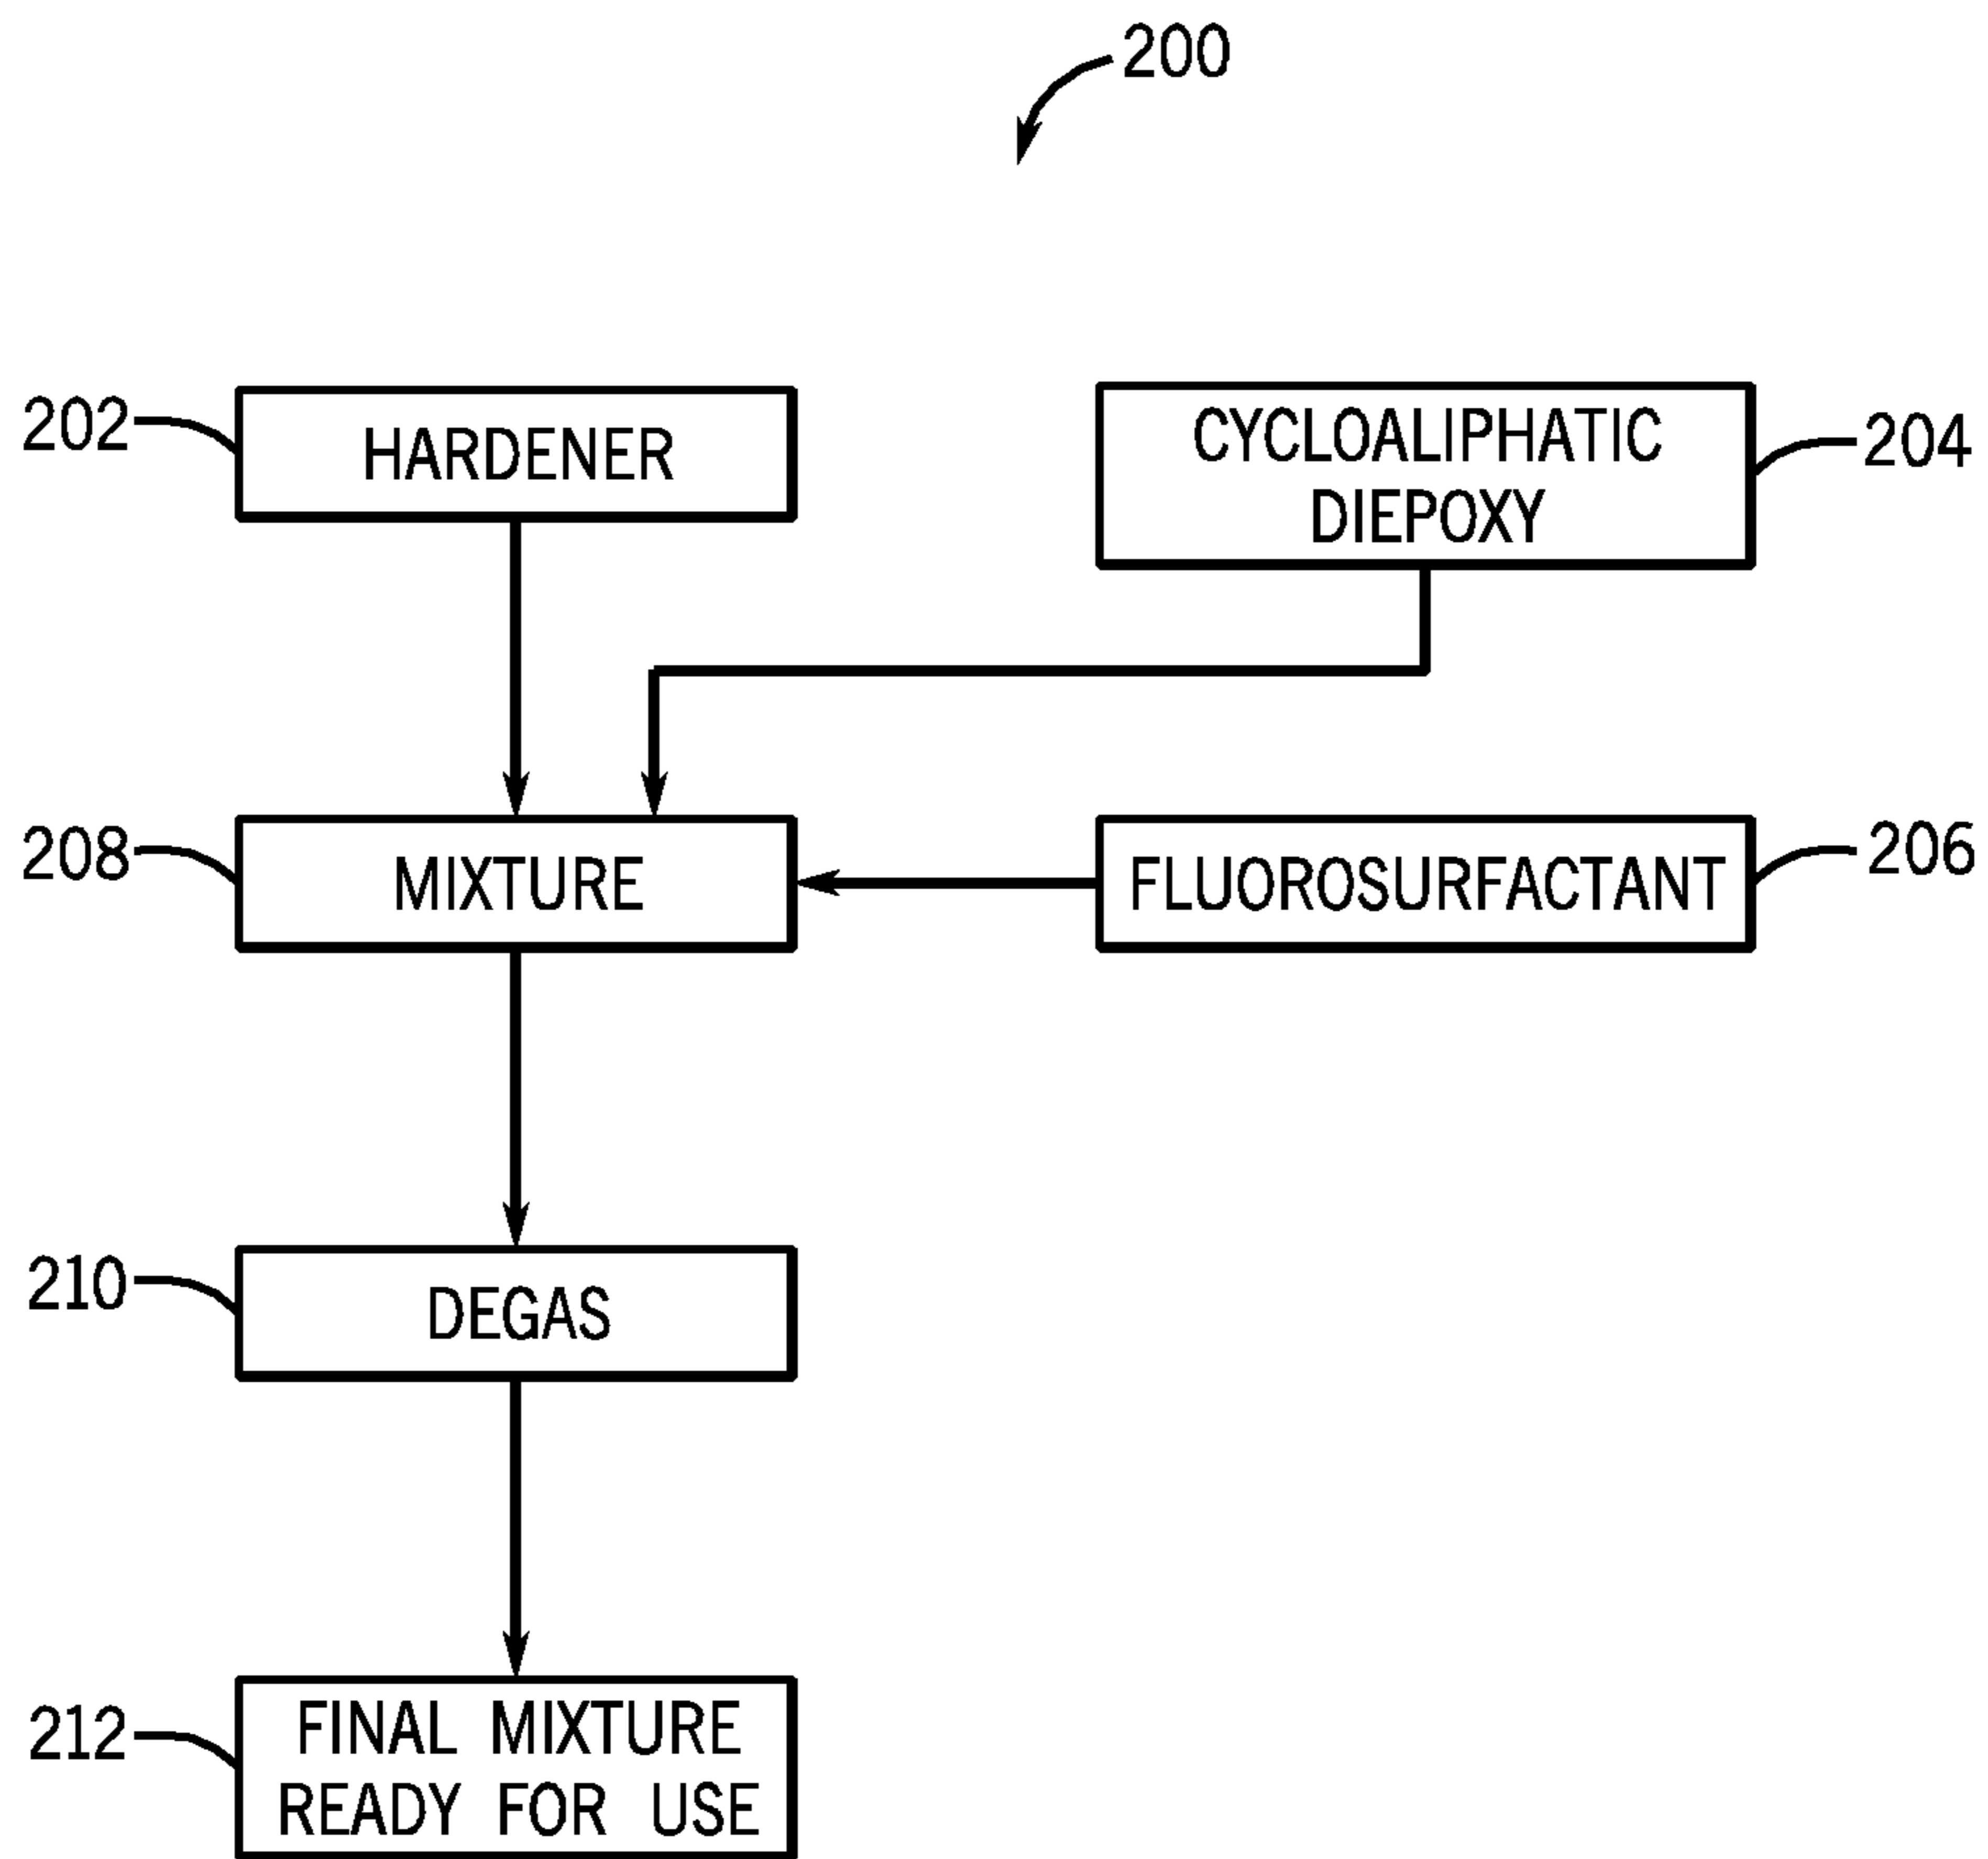 200
202
HARDENER
CYCLOALIPHATIC
DIEPOXY
204
208
MIXTURE
FLUOROSURFACTANT
206
210
DEGAS
212
FINAL MIXTURE
READY FOR USE